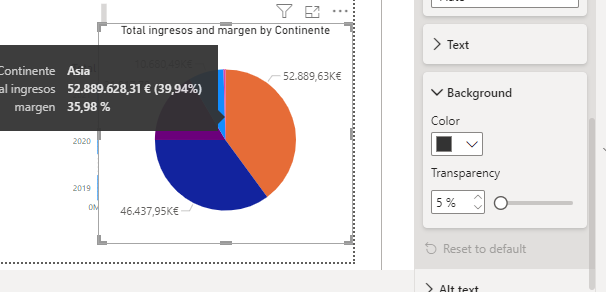 Total ingresos and margen by Continente
Continente Asia
al ingresos 52.889.628,31 € (39,94%)
margen 35,98 %
52.889,63K€
2020
2019
0M
46.437,95K€
Text
Background
Color
Transparency
5 %
Reset to default
Alt text